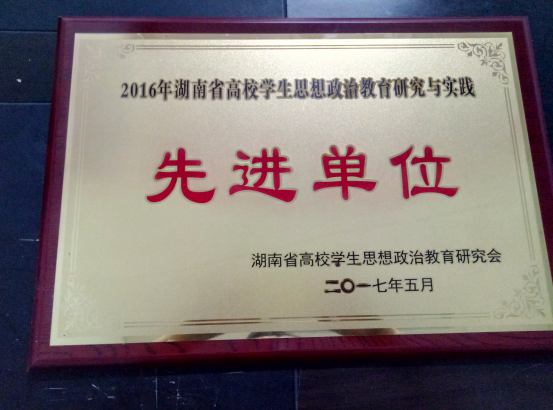 2016年湖南省高校学生思想政治教育研究与实践
先进单位
湖南省高校学生思想政治教育研究会
二〇一七年五月